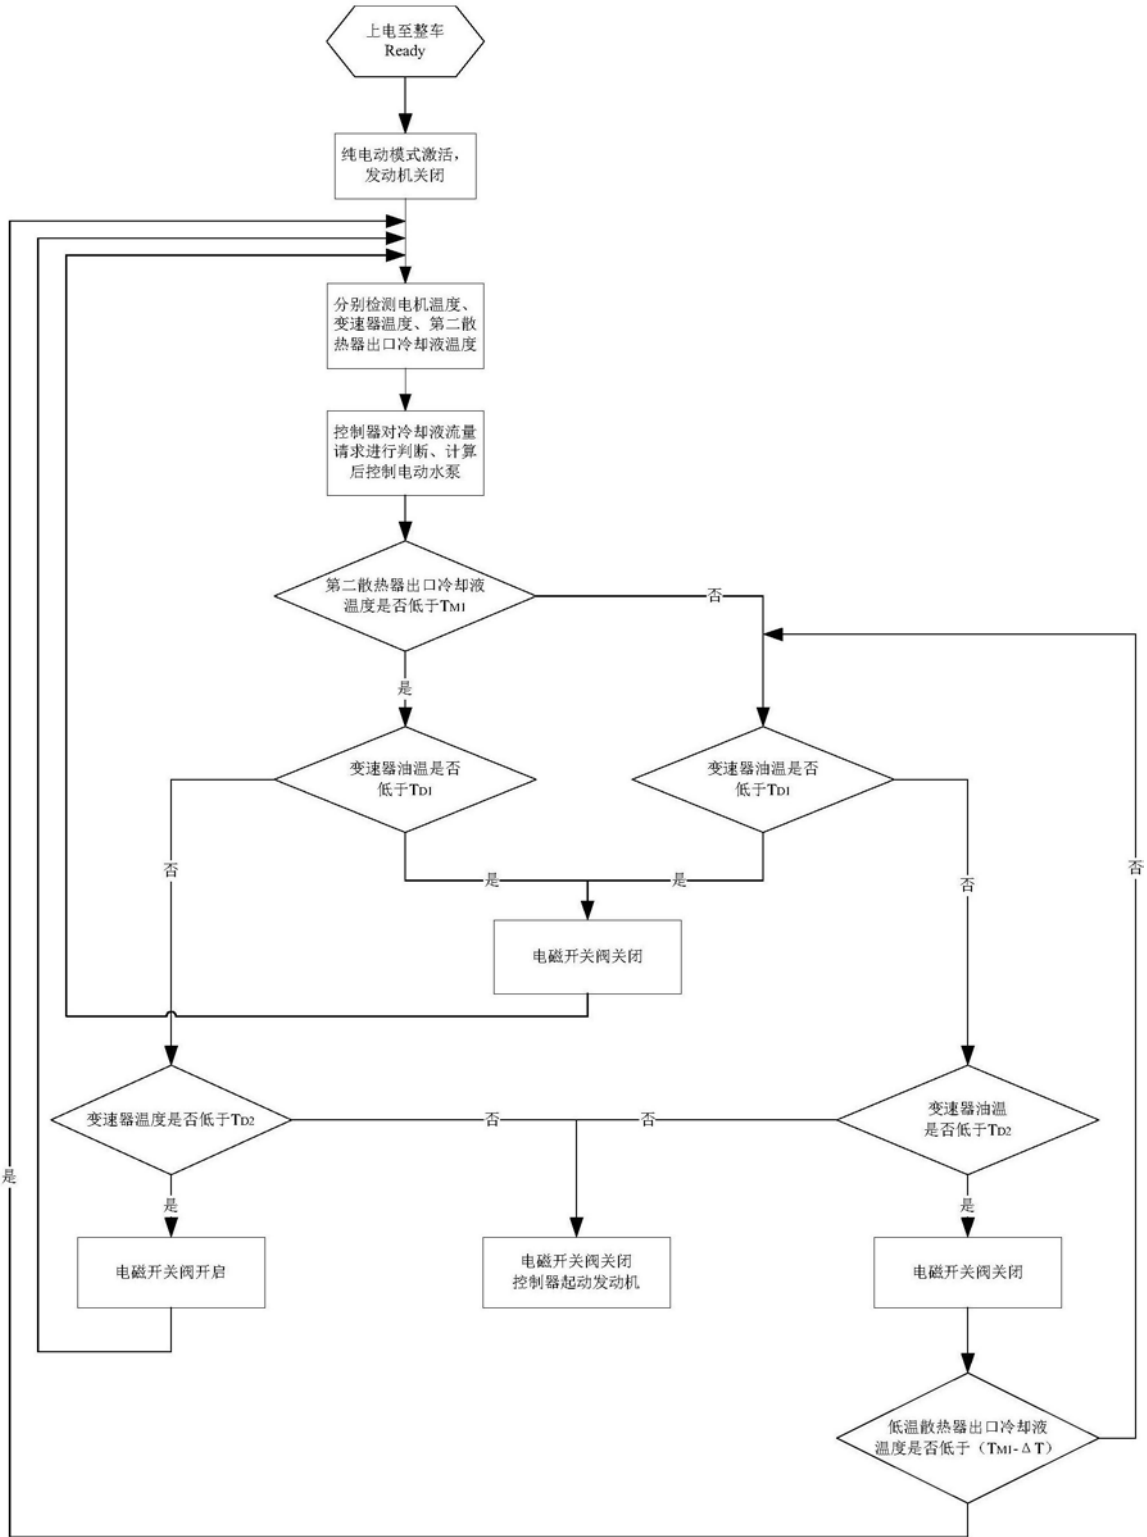 上电至整车
Ready
纯电动模式激活，
发动机关闭
分别检测电机温度、
变速器温度、第二散
热器出口冷却液温度
控制器对冷却液流量
请求进行判断、计算
后控制电动水泵
第二散热器出口冷却液
温度是否低于TM1
否
是
变速器油温是否
低于TD1
变速器油温是否
低于TD1
否
是
是
否
否
电磁开关阀关闭
变速器温度是否低于TD2
否
否
变速器油温
是否低于TD2
是
是
是
电磁开关阀开启
电磁开关阀关闭
控制器起动发动机
电磁开关阀关闭
低温散热器出口冷却液
温度是否低于（TM1-ΔT）